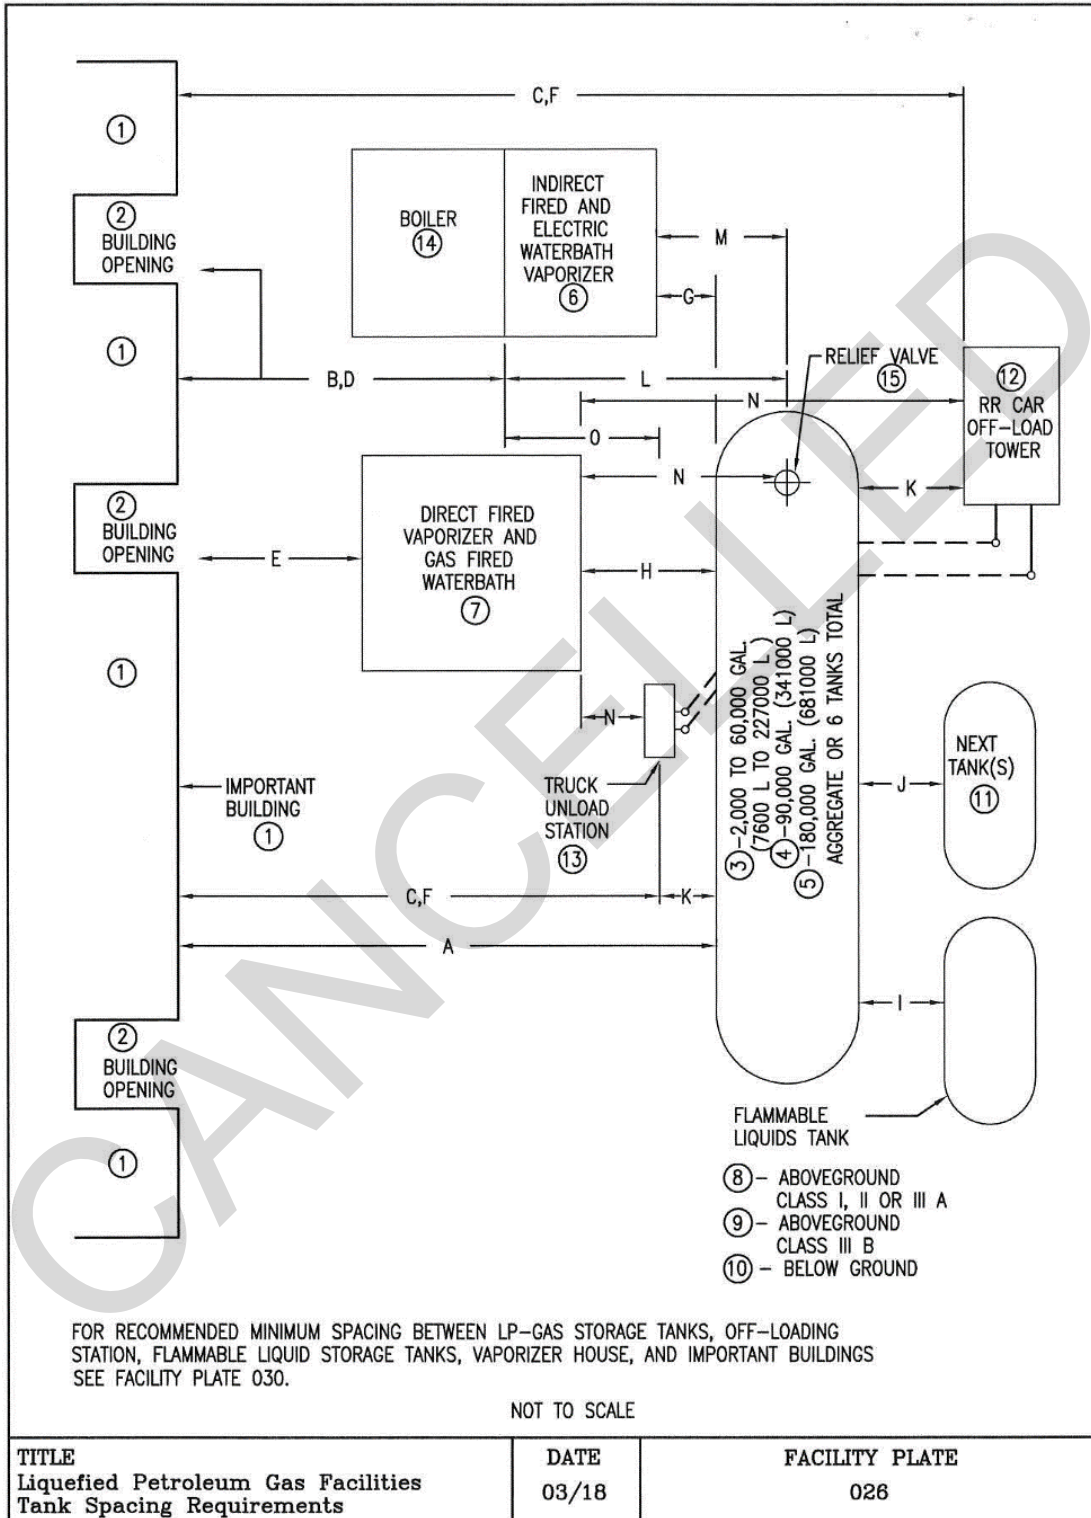 C,F
1
2
BUILDING
OPENING
1
BOILER
14
INDIRECT
FIRED AND
ELECTRIC
WATERBATH
VAPORIZER
6
M
G
B,D
L
RELIEF VALVE
15
N
12
RR CAR
OFF-LOAD
TOWER
O
N
K
2
BUILDING
OPENING
E
DIRECT FIRED
VAPORIZER AND
GAS FIRED
WATERBATH
7
H
1
N
3-2,000 TO 60,000 GAL.
(7600 L TO 227000 L)
4-90,000 GAL. (341000 L)
5-180,000 GAL. (681000 L)
AGGREGATE OR 6 TANKS TOTAL
NEXT
TANK(S)
11
J
IMPORTANT
BUILDING
1
TRUCK
UNLOAD
STATION
13
C,F
K
A
I
2
BUILDING
OPENING
1
FLAMMABLE
LIQUIDS TANK
8 - ABOVEGROUND
CLASS I, II OR III A
9 - ABOVEGROUND
CLASS III B
10 - BELOW GROUND
CANCELLED
FOR RECOMMENDED MINIMUM SPACING BETWEEN LP-GAS STORAGE TANKS, OFF-LOADING
STATION, FLAMMABLE LIQUID STORAGE TANKS, VAPORIZER HOUSE, AND IMPORTANT BUILDINGS
SEE FACILITY PLATE 030.
NOT TO SCALE
TITLE
Liquefied Petroleum Gas Facilities
Tank Spacing Requirements
DATE
03/18
FACILITY PLATE
026